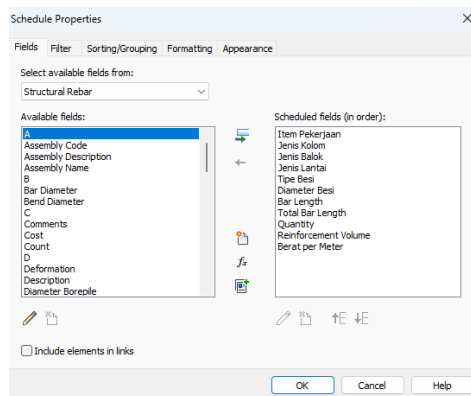 Schedule Properties
Fields Filter Sorting/Grouping Formatting Appearance
Select available fields from:
Structural Rebar
Available fields:
A
Assembly Code
Assembly Description
Assembly Name
B
Bar Diameter
Bend Diameter
C
Comments
Cost
Count
D
Deformation
Description
Diameter Borepile
fx
Scheduled fields (in order):
Item Pekerjaan
Jenis Kolom
Jenis Balok
Jenis Lantai
Tipe Besi
Diameter Besi
Bar Length
Total Bar Length
Quantity
Reinforcement Volume
Berat per Meter
Include elements in links
OK Cancel Help